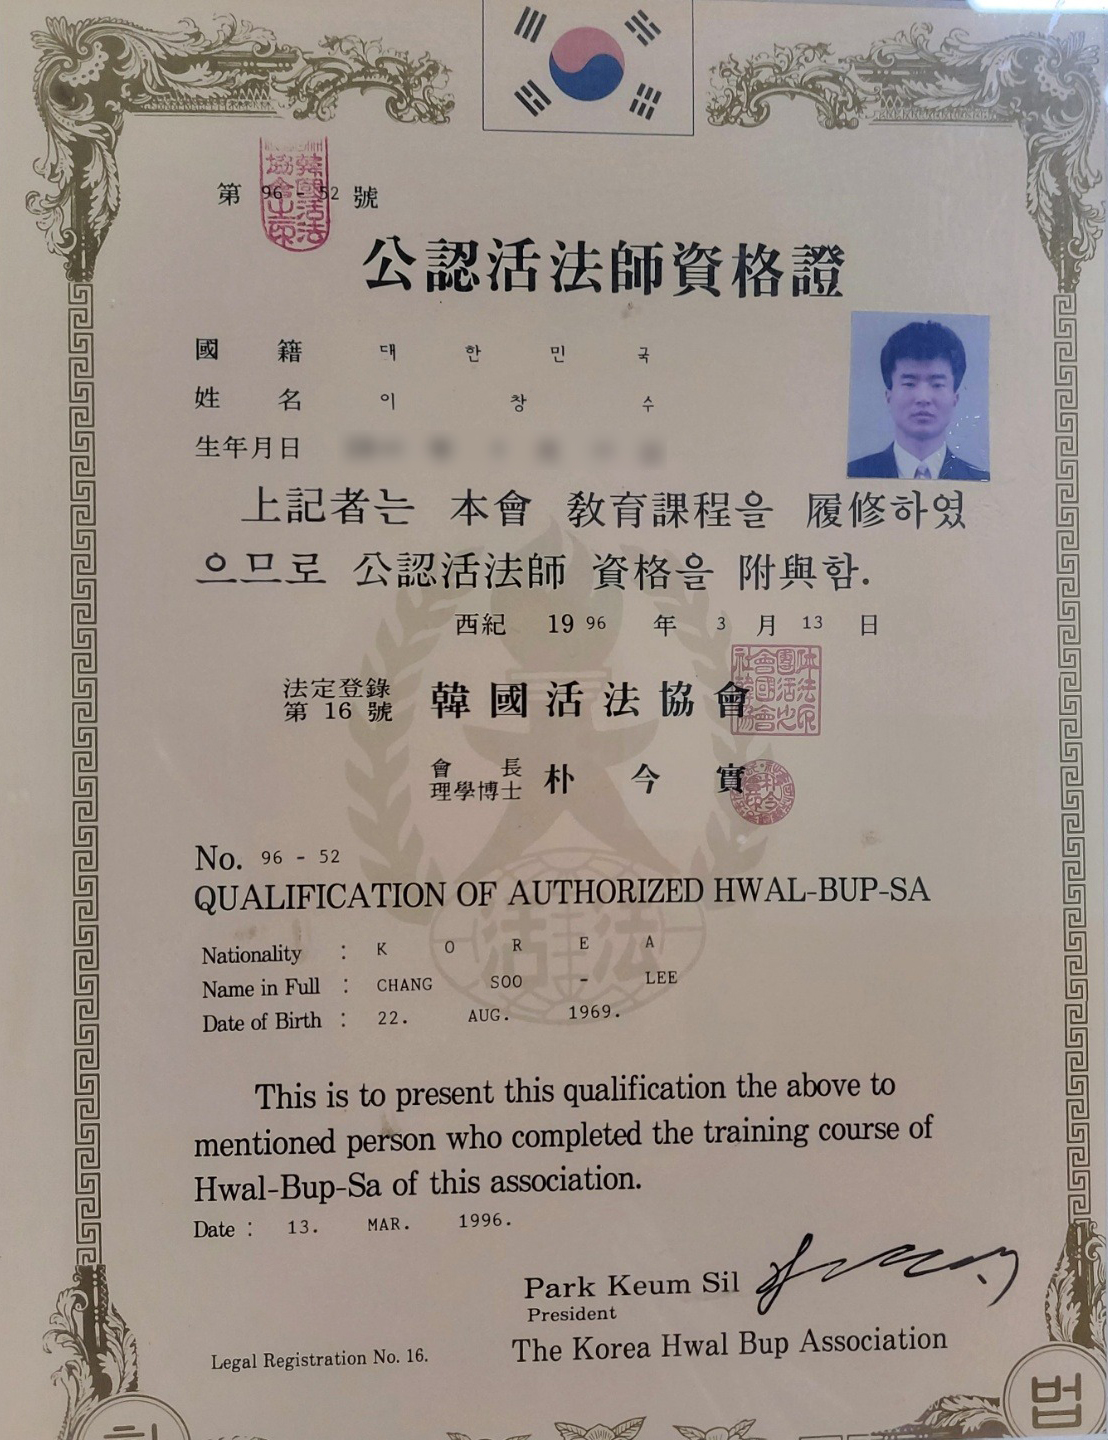 第 96 - 52 號
公認活法師資格證
國籍 대한민국
姓名 이창수
生年月日
上記者는 本會 敎育課程을 履修하였
으므로 公認活法師 資格을 附與함.
西紀 1996 年 3 月 13 日
法定登錄
第 16 號
韓國活法協會
會長
理學博士
朴今實
No. 96 - 52
QUALIFICATION OF AUTHORIZED HWAL-BUP-SA
Nationality : K O R E A
Name in Full : CHANG SOO - LEE
Date of Birth : 22. AUG. 1969.
活法
This is to present this qualification the above to
mentioned person who completed the training course of
Hwal-Bup-Sa of this association.
Date : 13. MAR. 1996.
Park Keum Sil
President
Legal Registration No. 16. The Korea Hwal Bup Association
법